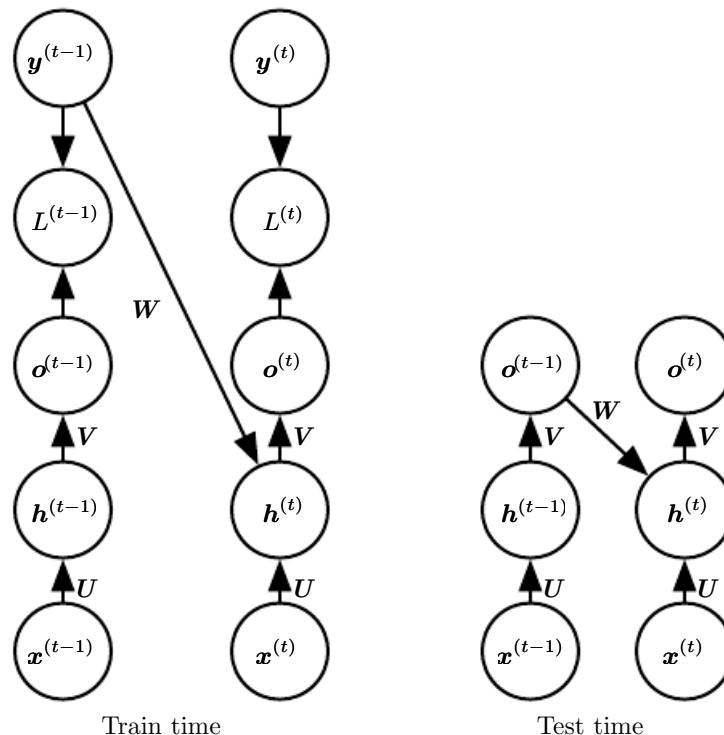 y(t−1) y(t)
L(t−1) L(t)
W
o(t−1) o(t) o(t−1) o(t)
W
V V V V
h(t−1) h(t) h(t−1) h(t)
U U U U
x(t−1) x(t) x(t−1) x(t)
Train time Test time